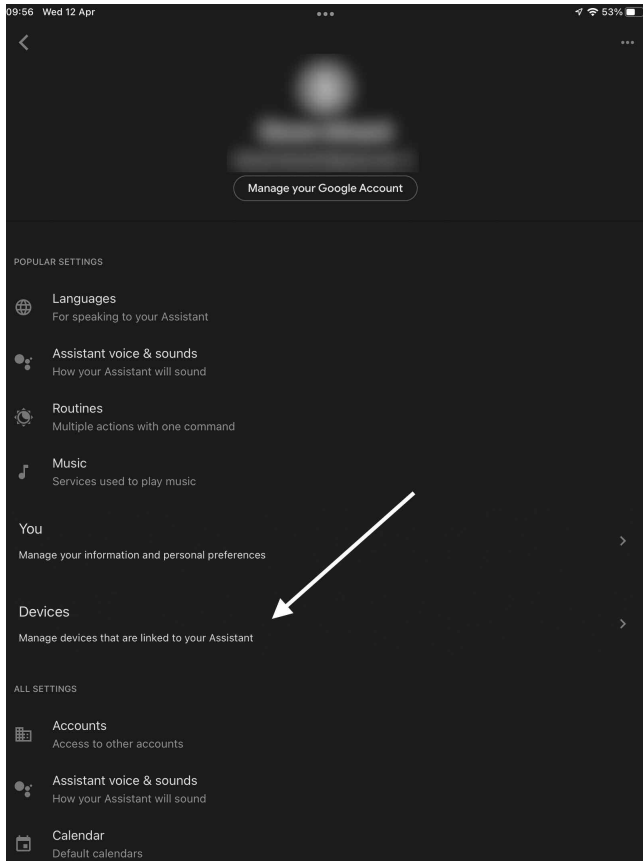 09:56 Wed 12 Apr
53%
Manage your Google Account
POPULAR SETTINGS
Languages
For speaking to your Assistant
Assistant voice & sounds
How your Assistant will sound
Routines
Multiple actions with one command
Music
Services used to play music
You
Manage your information and personal preferences
Devices
Manage devices that are linked to your Assistant
ALL SETTINGS
Accounts
Access to other accounts
Assistant voice & sounds
How your Assistant will sound
Calendar
Default calendars